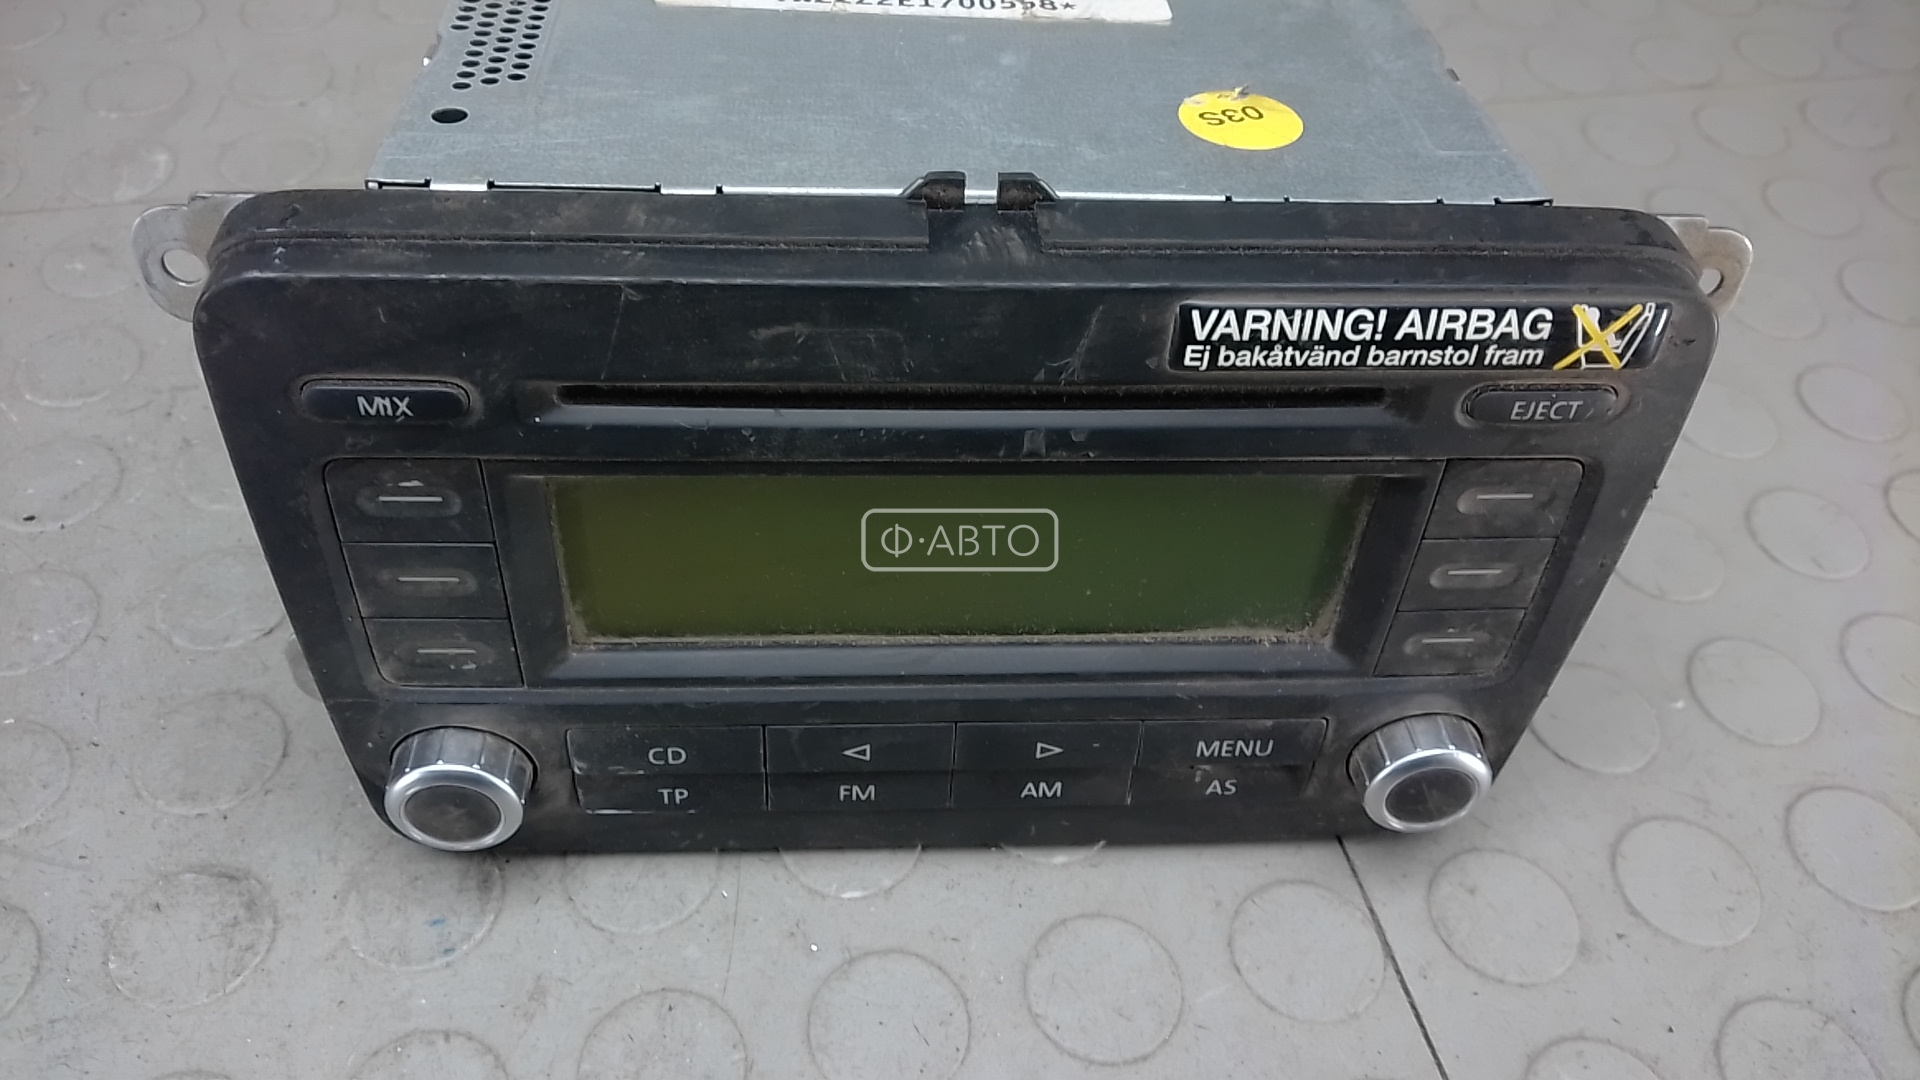 03S
VARNING! AIRBAG
Ej bakåtvänd barnstol fram
MIX
EJECT
Ф·АВТО
CD
MENU
TP
FM
AM
AS